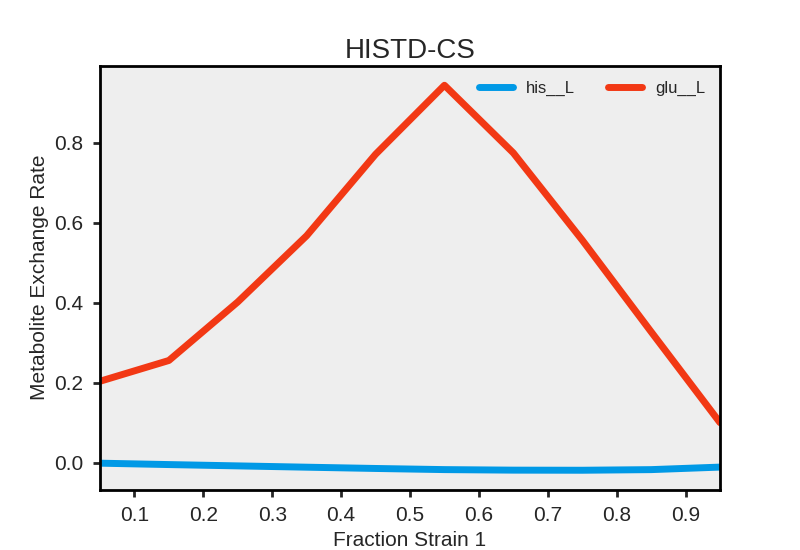 HISTD-CS
his__L
glu__L
Metabolite Exchange Rate
0.8
0.6
0.4
0.2
0.0
0.1 0.2 0.3 0.4 0.5 0.6 0.7 0.8 0.9
Fraction Strain 1